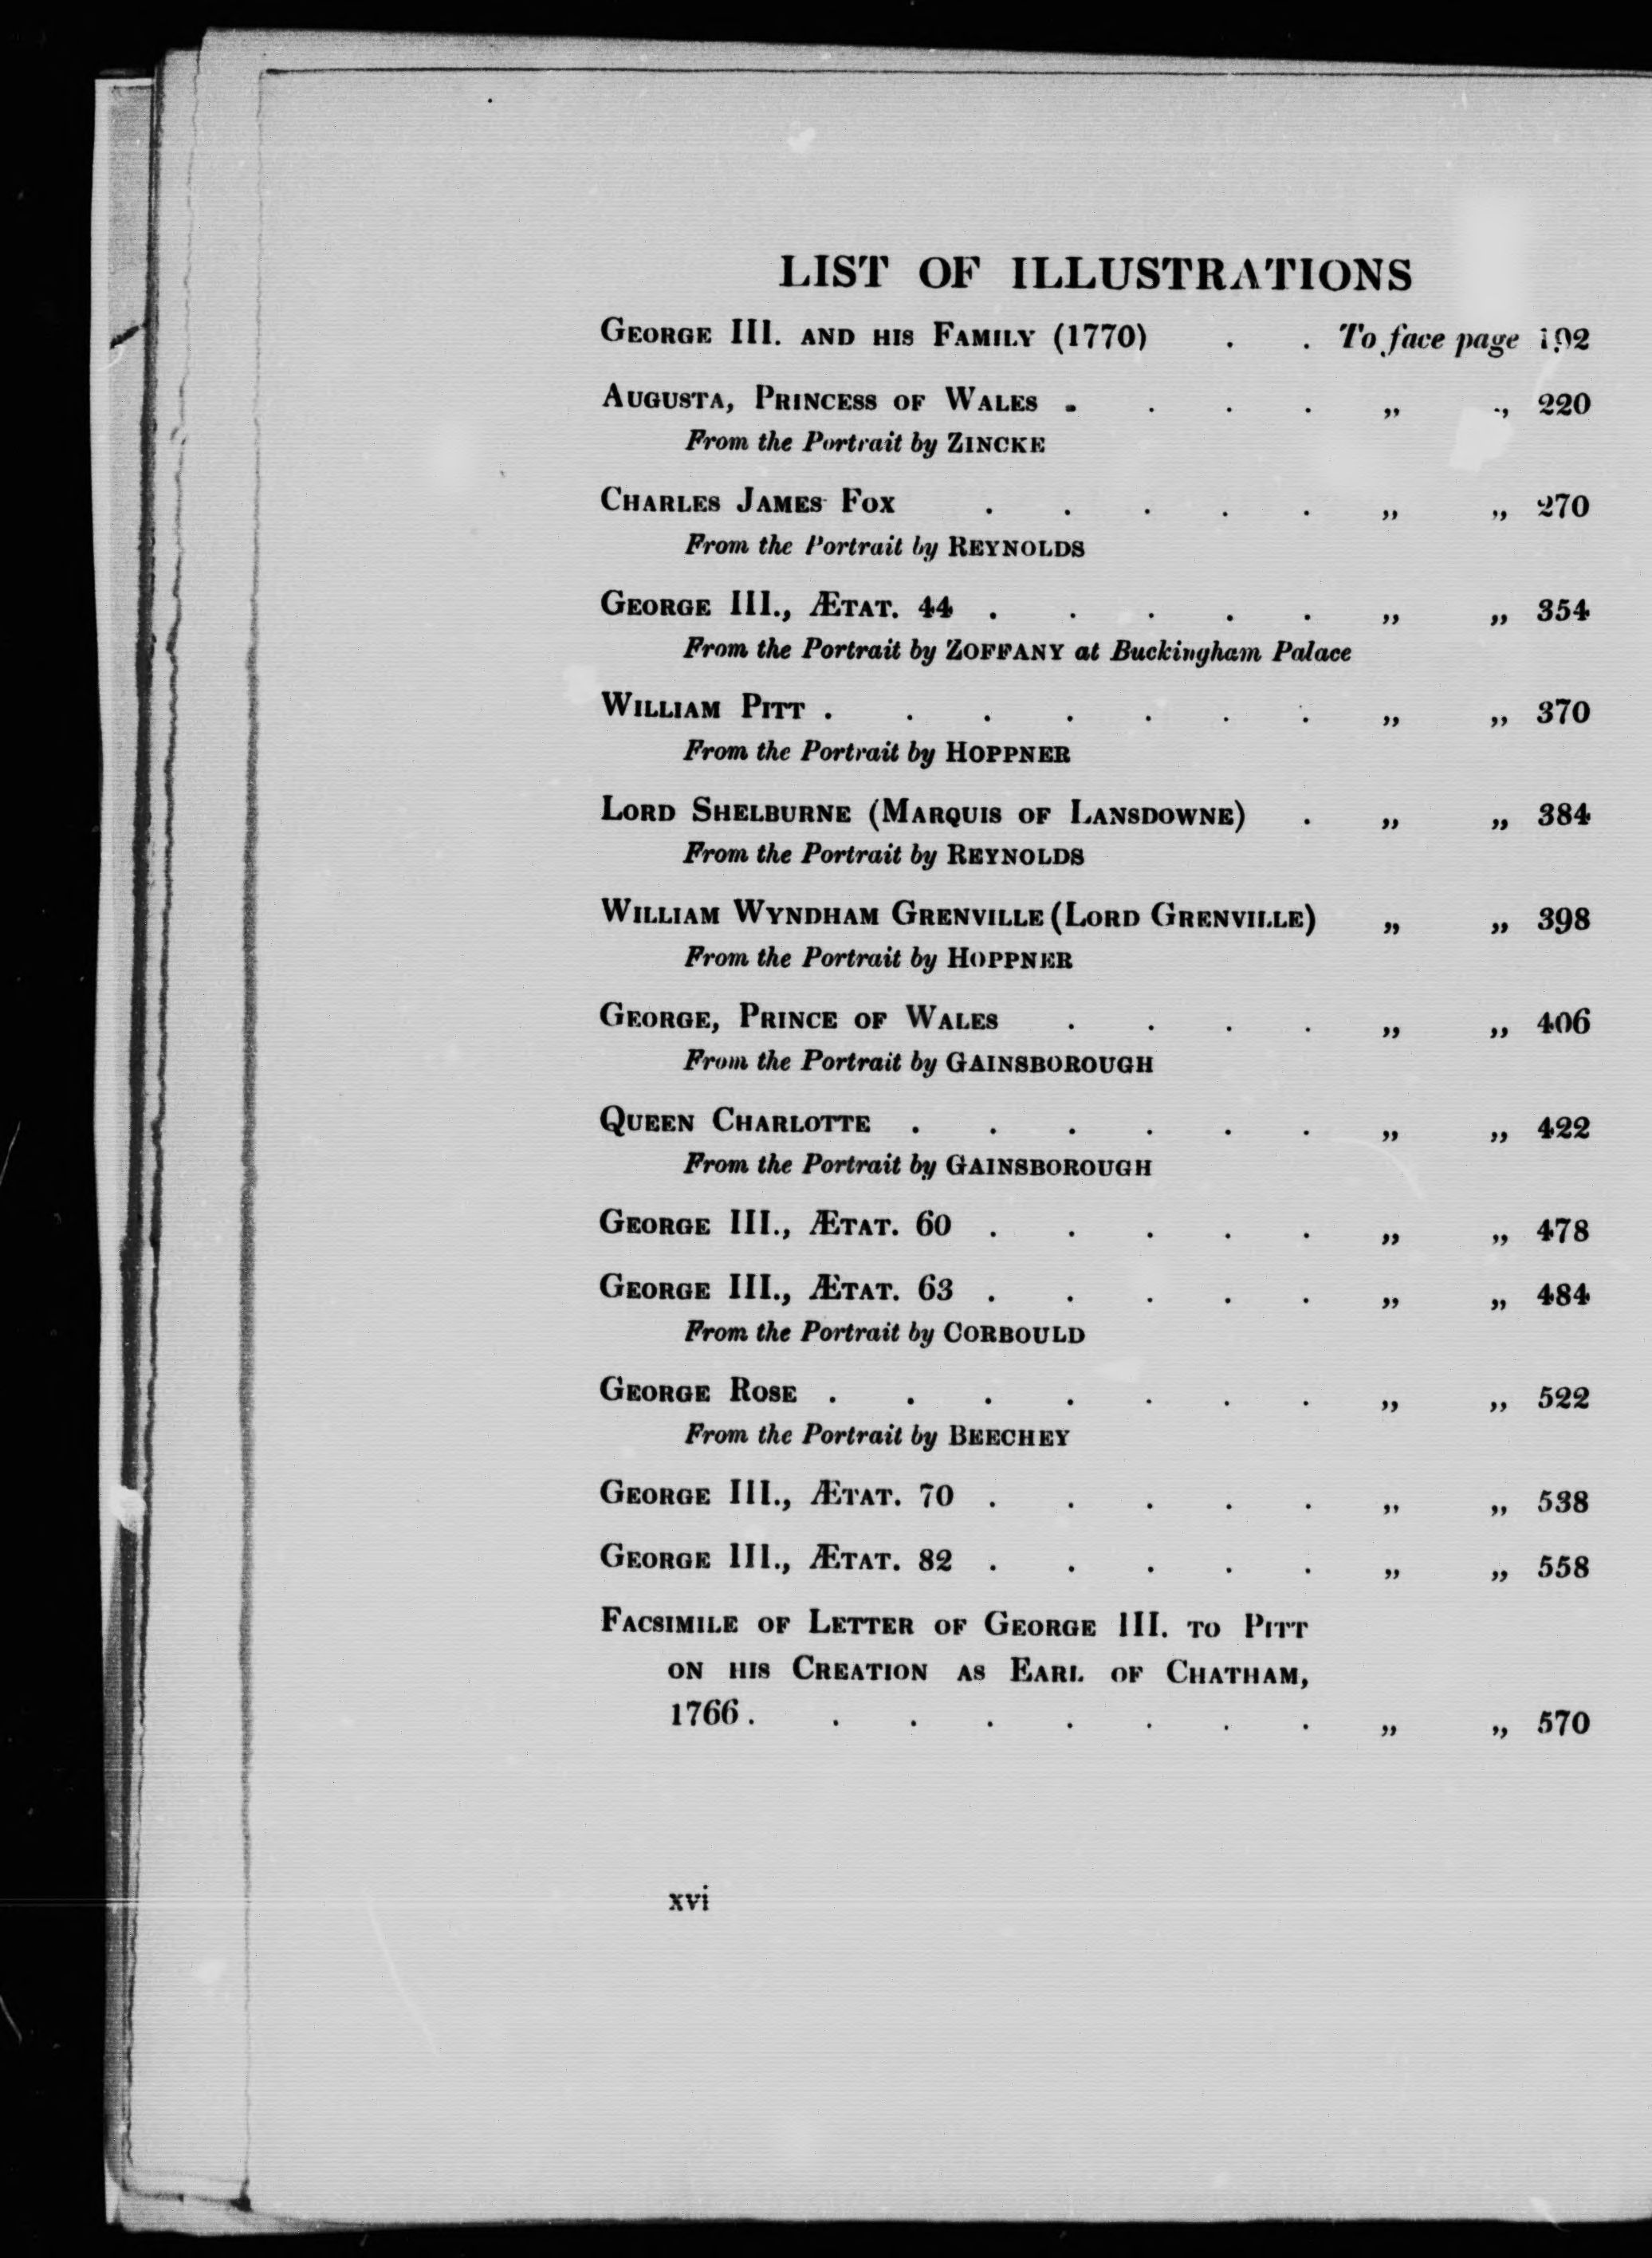 LIST OF ILLUSTRATIONS
GEORGE III. AND HIS FAMILY (1770) . . To face page 192
AUGUSTA, PRINCESS OF WALES . . . . „ „ 220
From the Portrait by ZINCKE
CHARLES JAMES FOX . . . . . „ „ 270
From the Portrait by REYNOLDS
GEORGE III., ÆTAT. 44 . . . . . „ „ 354
From the Portrait by ZOFFANY at Buckingham Palace
WILLIAM PITT . . . . . . . „ „ 370
From the Portrait by HOPPNER
LORD SHELBURNE (MARQUIS OF LANSDOWNE) . „ „ 384
From the Portrait by REYNOLDS
WILLIAM WYNDHAM GRENVILLE (LORD GRENVILLE) „ „ 398
From the Portrait by HOPPNER
GEORGE, PRINCE OF WALES . . . . „ „ 406
From the Portrait by GAINSBOROUGH
QUEEN CHARLOTTE . . . . . . „ „ 422
From the Portrait by GAINSBOROUGH
GEORGE III., ÆTAT. 60 . . . . . „ „ 478
GEORGE III., ÆTAT. 63 . . . . . „ „ 484
From the Portrait by CORBOULD
GEORGE ROSE . . . . . . . „ „ 522
From the Portrait by BEECHEY
GEORGE III., ÆTAT. 70 . . . . . „ „ 538
GEORGE III., ÆTAT. 82 . . . . . „ „ 558
FACSIMILE OF LETTER OF GEORGE III. TO PITT
ON HIS CREATION AS EARL OF CHATHAM,
1766 . . . . . . . . „ „ 570
xvi